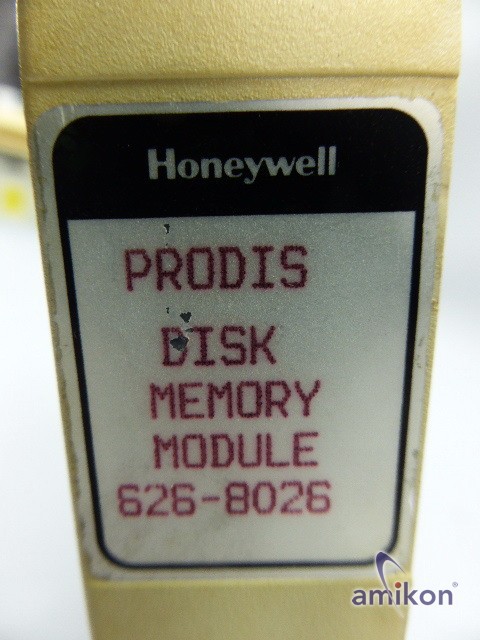 Honeywell
PRODIS
DISK
MEMORY
MODULE
626-8026
amikon®